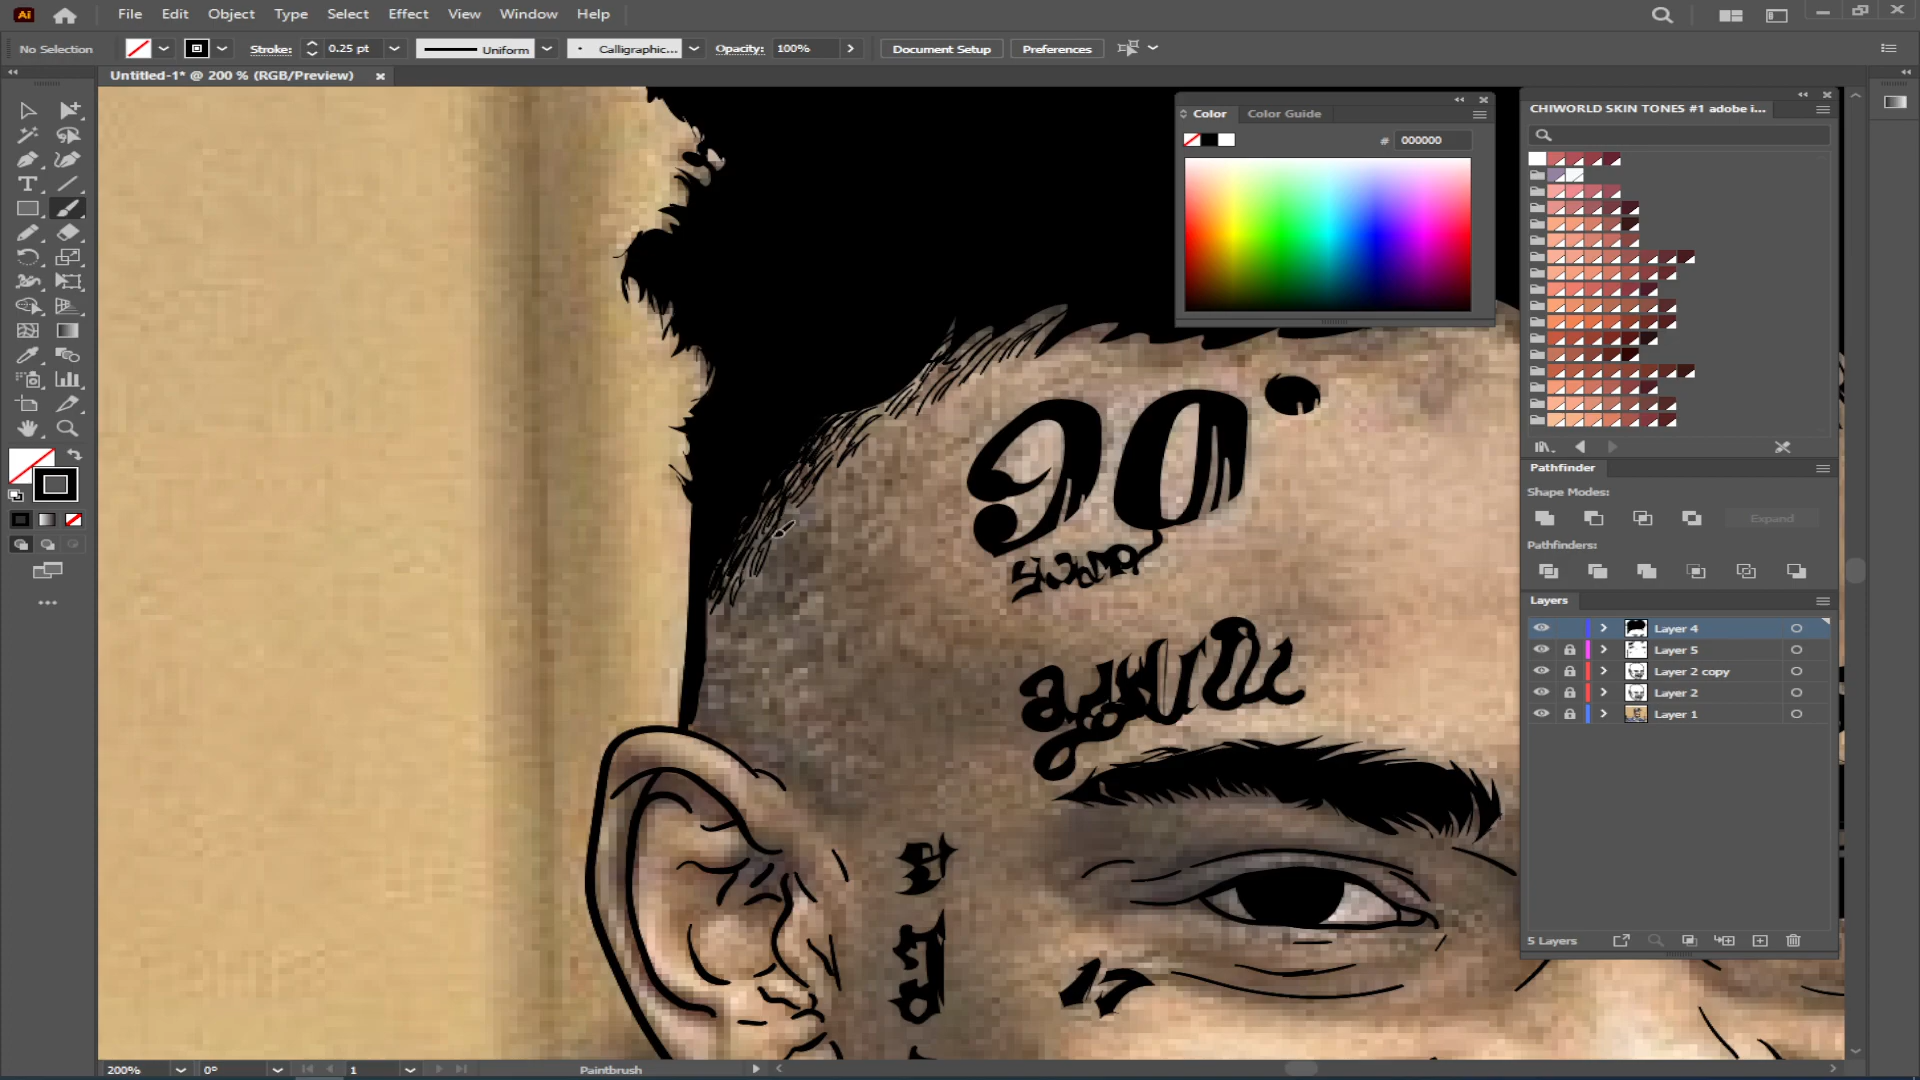 Ai File Edit Object Type Select Effect View Window Help
No Selection Stroke: 0.25 pt Uniform Calligraphic... Opacity: 100% Document Setup Preferences
Untitled-1* @ 200 % (RGB/Preview)
Color Color Guide
# 000000
CHIWORLD SKIN TONES #1 adobe i...
90
Pathfinder
Shape Modes:
Expand
Pathfinders:
Layers
Layer 4
Layer 5
Layer 2 copy
Layer 2
Layer 1
17
5 Layers
200% 0° 1 Paintbrush